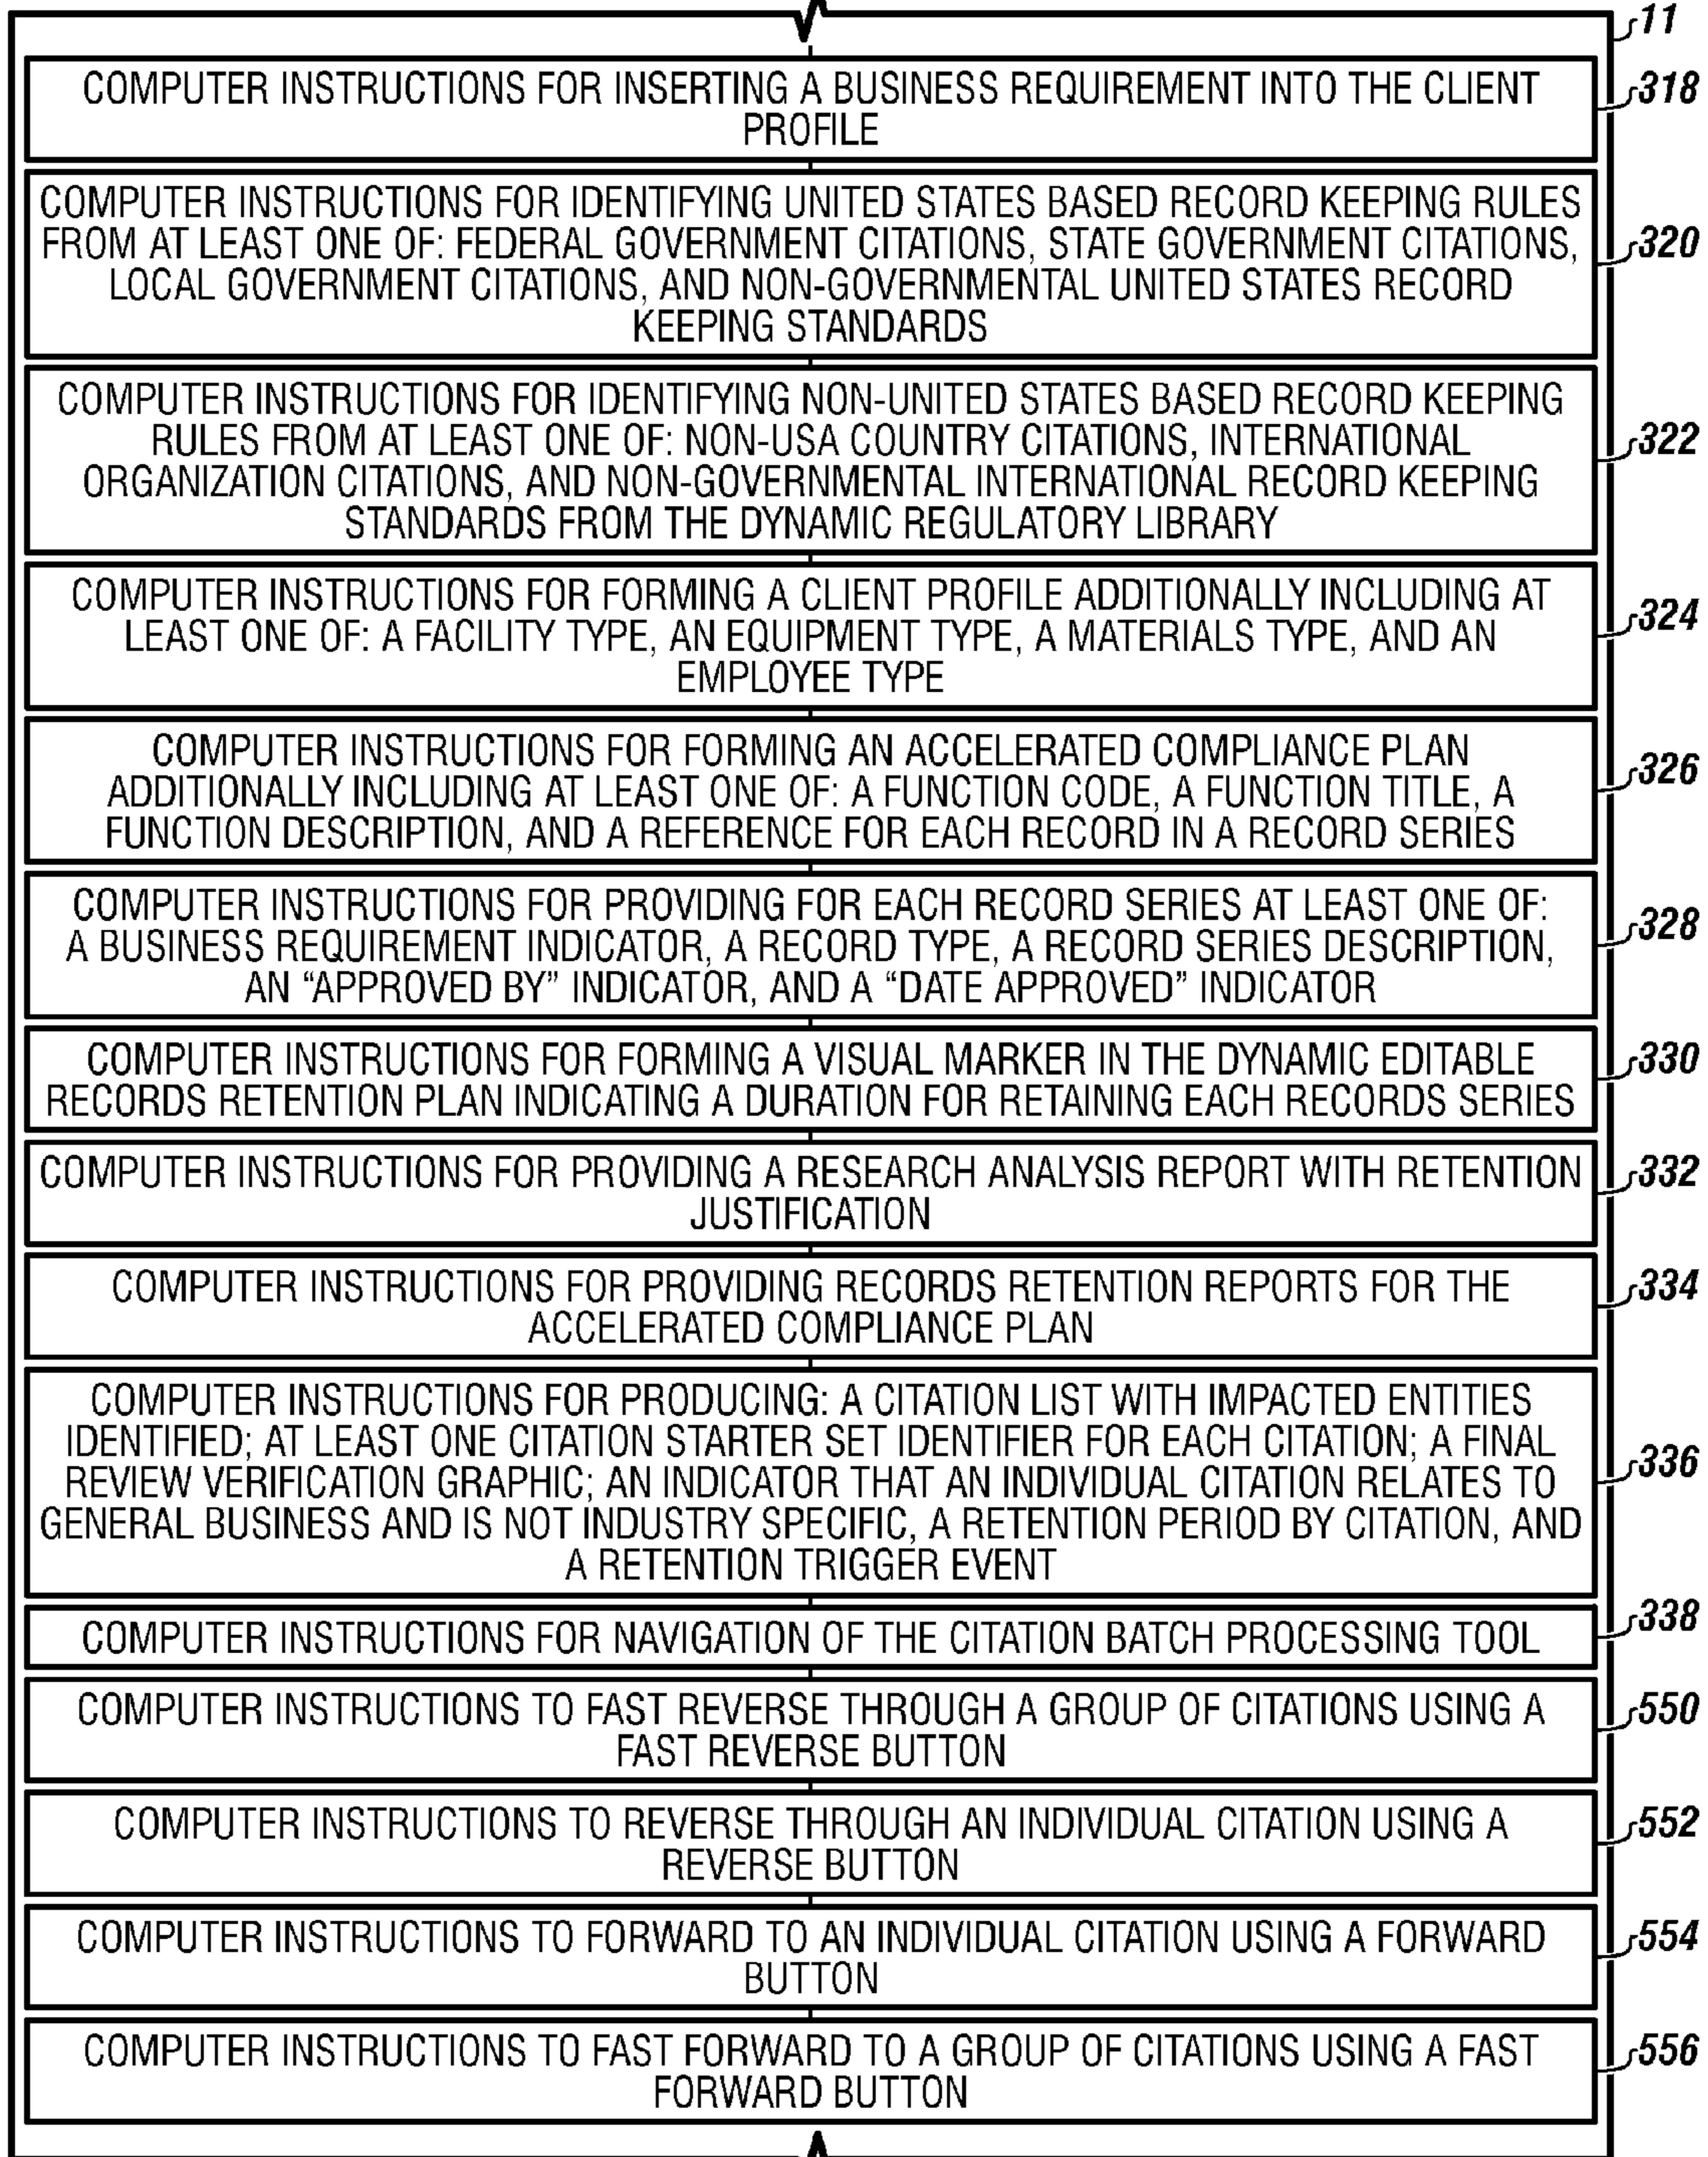 11
COMPUTER INSTRUCTIONS FOR INSERTING A BUSINESS REQUIREMENT INTO THE CLIENT
PROFILE
318
COMPUTER INSTRUCTIONS FOR IDENTIFYING UNITED STATES BASED RECORD KEEPING RULES
FROM AT LEAST ONE OF: FEDERAL GOVERNMENT CITATIONS, STATE GOVERNMENT CITATIONS,
LOCAL GOVERNMENT CITATIONS, AND NON-GOVERNMENTAL UNITED STATES RECORD
KEEPING STANDARDS
320
COMPUTER INSTRUCTIONS FOR IDENTIFYING NON-UNITED STATES BASED RECORD KEEPING
RULES FROM AT LEAST ONE OF: NON-USA COUNTRY CITATIONS, INTERNATIONAL
ORGANIZATION CITATIONS, AND NON-GOVERNMENTAL INTERNATIONAL RECORD KEEPING
STANDARDS FROM THE DYNAMIC REGULATORY LIBRARY
322
COMPUTER INSTRUCTIONS FOR FORMING A CLIENT PROFILE ADDITIONALLY INCLUDING AT
LEAST ONE OF: A FACILITY TYPE, AN EQUIPMENT TYPE, A MATERIALS TYPE, AND AN
EMPLOYEE TYPE
324
COMPUTER INSTRUCTIONS FOR FORMING AN ACCELERATED COMPLIANCE PLAN
ADDITIONALLY INCLUDING AT LEAST ONE OF: A FUNCTION CODE, A FUNCTION TITLE, A
FUNCTION DESCRIPTION, AND A REFERENCE FOR EACH RECORD IN A RECORD SERIES
326
COMPUTER INSTRUCTIONS FOR PROVIDING FOR EACH RECORD SERIES AT LEAST ONE OF:
A BUSINESS REQUIREMENT INDICATOR, A RECORD TYPE, A RECORD SERIES DESCRIPTION,
AN “APPROVED BY” INDICATOR, AND A “DATE APPROVED” INDICATOR
328
COMPUTER INSTRUCTIONS FOR FORMING A VISUAL MARKER IN THE DYNAMIC EDITABLE
RECORDS RETENTION PLAN INDICATING A DURATION FOR RETAINING EACH RECORDS SERIES
330
COMPUTER INSTRUCTIONS FOR PROVIDING A RESEARCH ANALYSIS REPORT WITH RETENTION
JUSTIFICATION
332
COMPUTER INSTRUCTIONS FOR PROVIDING RECORDS RETENTION REPORTS FOR THE
ACCELERATED COMPLIANCE PLAN
334
COMPUTER INSTRUCTIONS FOR PRODUCING: A CITATION LIST WITH IMPACTED ENTITIES
IDENTIFIED; AT LEAST ONE CITATION STARTER SET IDENTIFIER FOR EACH CITATION; A FINAL
REVIEW VERIFICATION GRAPHIC; AN INDICATOR THAT AN INDIVIDUAL CITATION RELATES TO
GENERAL BUSINESS AND IS NOT INDUSTRY SPECIFIC, A RETENTION PERIOD BY CITATION, AND
A RETENTION TRIGGER EVENT
336
COMPUTER INSTRUCTIONS FOR NAVIGATION OF THE CITATION BATCH PROCESSING TOOL
338
COMPUTER INSTRUCTIONS TO FAST REVERSE THROUGH A GROUP OF CITATIONS USING A
FAST REVERSE BUTTON
550
COMPUTER INSTRUCTIONS TO REVERSE THROUGH AN INDIVIDUAL CITATION USING A
REVERSE BUTTON
552
COMPUTER INSTRUCTIONS TO FORWARD TO AN INDIVIDUAL CITATION USING A FORWARD
BUTTON
554
COMPUTER INSTRUCTIONS TO FAST FORWARD TO A GROUP OF CITATIONS USING A FAST
FORWARD BUTTON
556